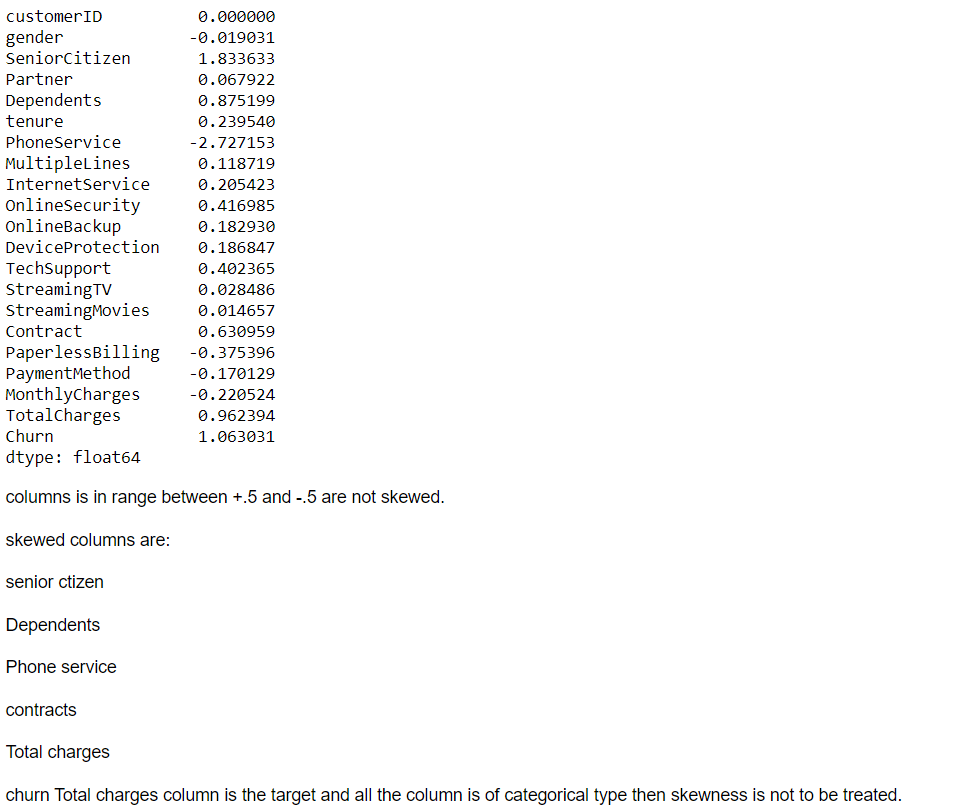 customerID 0.000000
gender -0.019031
SeniorCitizen 1.833633
Partner 0.067922
Dependents 0.875199
tenure 0.239540
PhoneService -2.727153
MultipleLines 0.118719
InternetService 0.205423
OnlineSecurity 0.416985
OnlineBackup 0.182930
DeviceProtection 0.186847
TechSupport 0.402365
StreamingTV 0.028486
StreamingMovies 0.014657
Contract 0.630959
PaperlessBilling -0.375396
PaymentMethod -0.170129
MonthlyCharges -0.220524
TotalCharges 0.962394
Churn 1.063031
dtype: float64
columns is in range between +.5 and -.5 are not skewed.
skewed columns are:
senior ctizen
Dependents
Phone service
contracts
Total charges
churn Total charges column is the target and all the column is of categorical type then skewness is not to be treated.